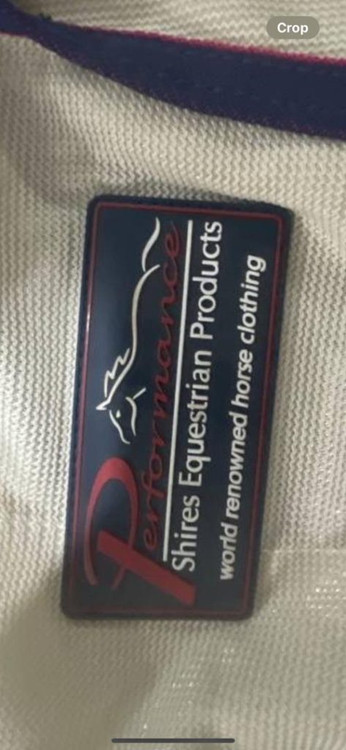 Crop
Performance
Shires Equestrian Products
world renowned horse clothing